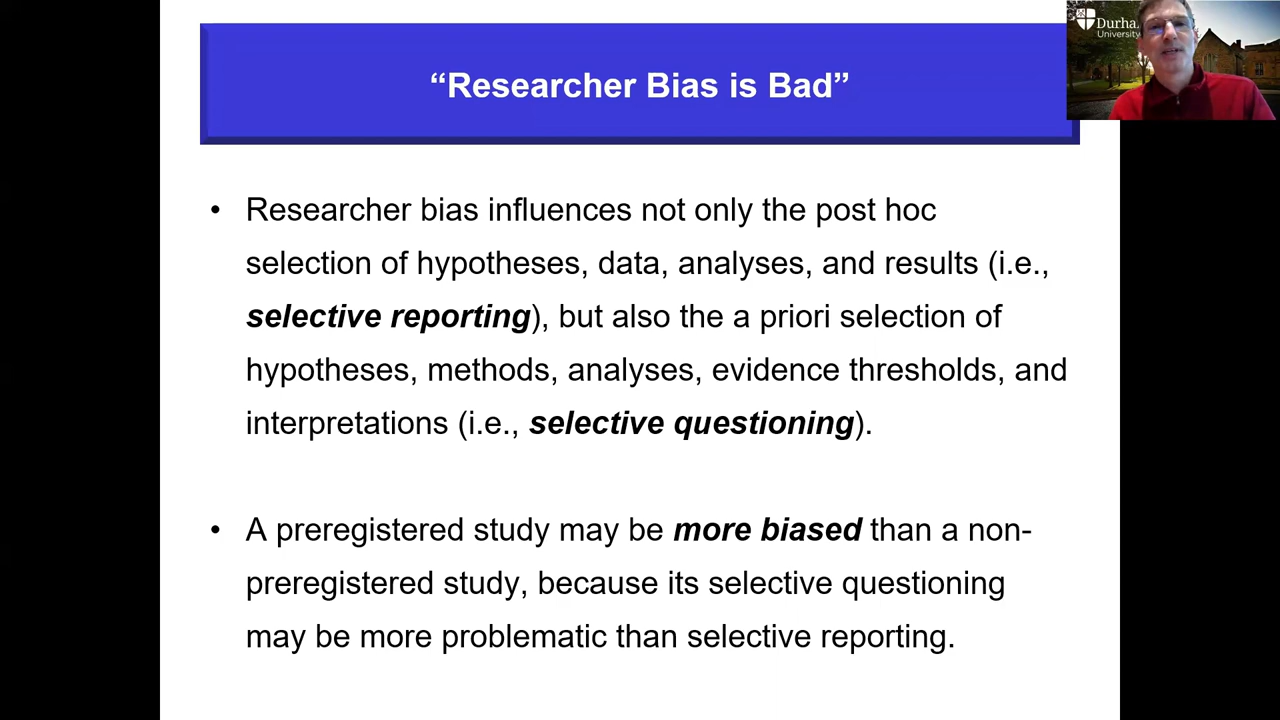 “Researcher Bias is Bad”
Durha
University
• Researcher bias influences not only the post hoc
selection of hypotheses, data, analyses, and results (i.e.,
selective reporting), but also the a priori selection of
hypotheses, methods, analyses, evidence thresholds, and
interpretations (i.e., selective questioning).
• A preregistered study may be more biased than a non-
preregistered study, because its selective questioning
may be more problematic than selective reporting.